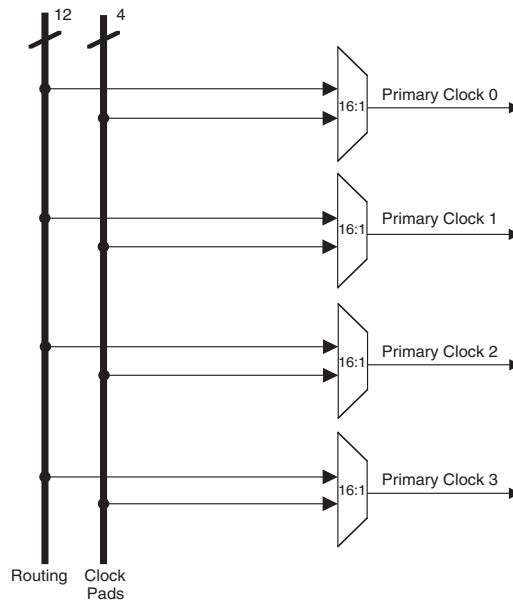 12
4
16:1
Primary Clock 0
16:1
Primary Clock 1
16:1
Primary Clock 2
16:1
Primary Clock 3
Routing
Clock
Pads